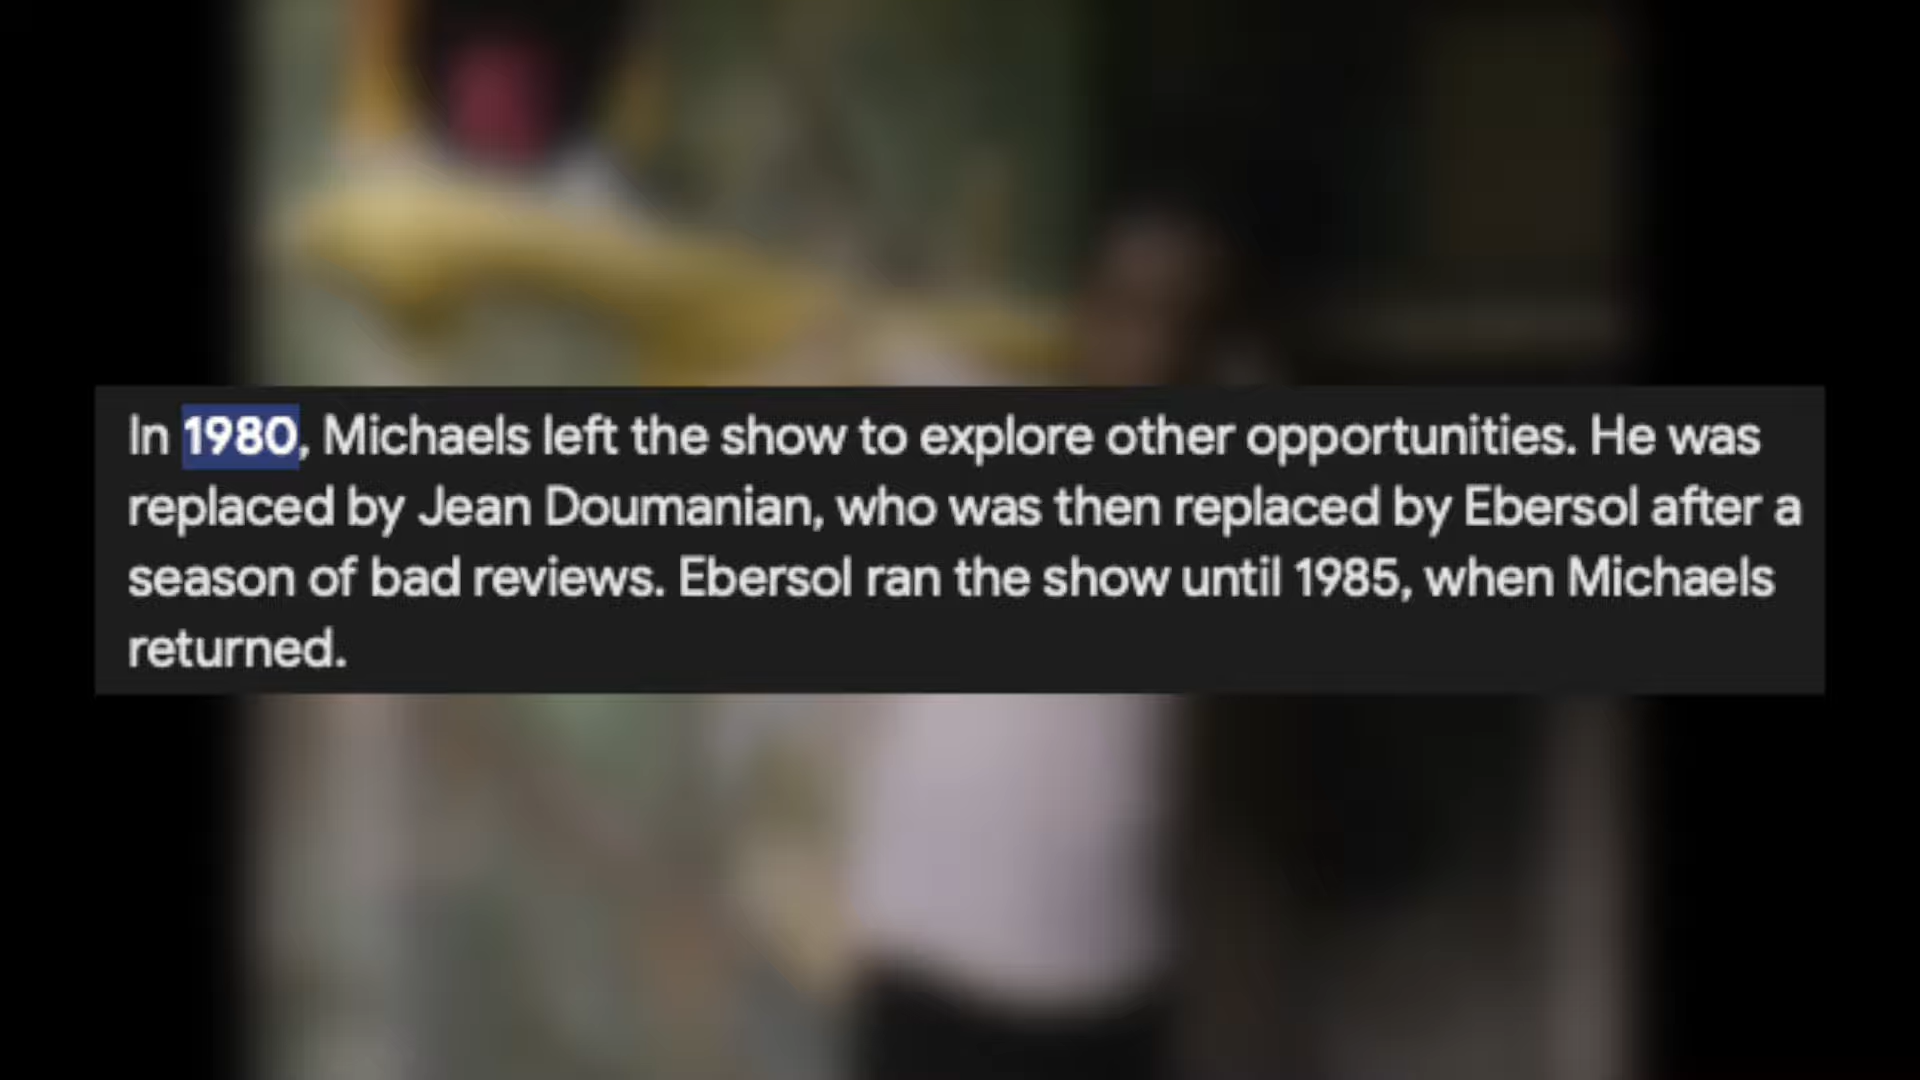 In 1980, Michaels left the show to explore other opportunities. He was
replaced by Jean Doumanian, who was then replaced by Ebersol after a
season of bad reviews. Ebersol ran the show until 1985, when Michaels
returned.